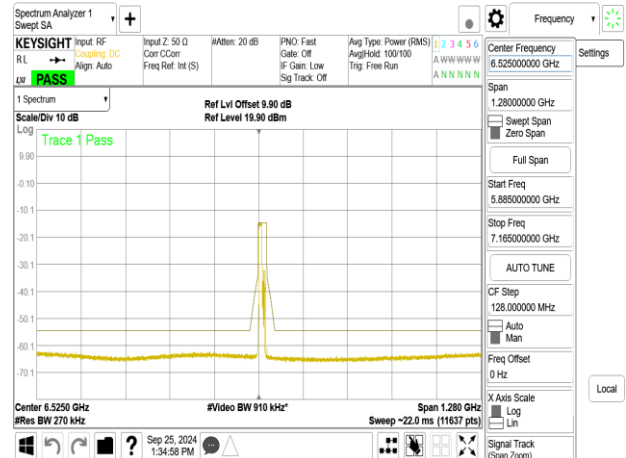 Spectrum Analyzer 1
Swept SA
Frequency
KEYSIGHT
RL
PASS
Input: RF
Coupling: DC
Align: Auto
Input Z: 50 Ω
Corr CCorr
Freq Ref: Int (S)
#Atten: 20 dB
PNO: Fast
Gate: Off
IF Gain: Low
Sig Track: Off
Avg Type: Power (RMS)
Avg|Hold: 100/100
Trig: Free Run
1 2 3 4 5 6
A W W W W W
A N N N N N
1 Spectrum
Scale/Div 10 dB
Ref Lvl Offset 9.90 dB
Ref Level 19.90 dBm
Log
Trace 1 Pass
9.90
-0.10
-10.1
-20.1
-30.1
-40.1
-50.1
-60.1
-70.1
Center 6.5250 GHz
#Res BW 270 kHz
#Video BW 910 kHz*
Span 1.280 GHz
Sweep ~22.0 ms (11637 pts)
Sep 25, 2024
1:34:58 PM
Center Frequency
6.525000000 GHz
Span
1.28000000 GHz
Swept Span
Zero Span
Full Span
Start Freq
5.885000000 GHz
Stop Freq
7.165000000 GHz
AUTO TUNE
CF Step
128.000000 MHz
Auto
Man
Freq Offset
0 Hz
X Axis Scale
Log
Lin
Signal Track
(Span Zoom)
Settings
Local